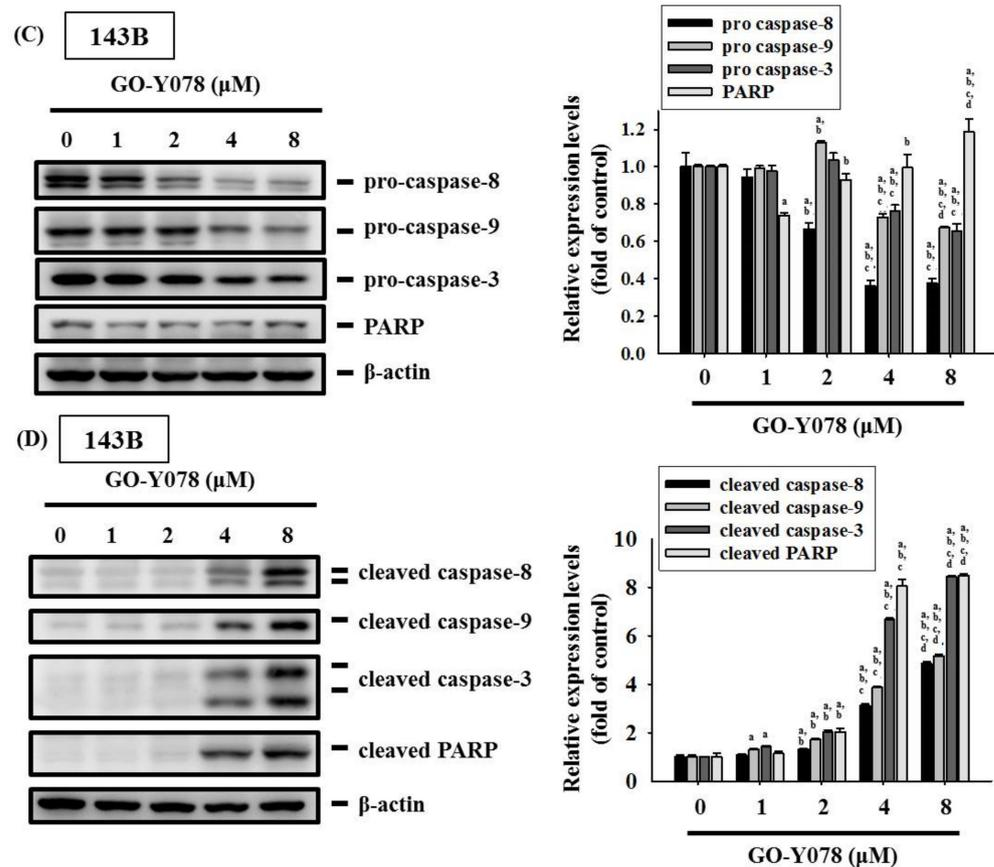 (C) 143B
GO-Y078 (μM)
0 1 2 4 8
pro-caspase-8
pro-caspase-9
pro-caspase-3
PARP
β-actin
pro caspase-8
pro caspase-9
pro caspase-3
PARP
Relative expression levels
(fold of control)
1.2
1.0
0.8
0.6
0.4
0.2
0.0
a
a,
b
a,
b
b
a,
b,
c
a,
b,
c
a,
b,
c
b
a,
b,
c
a,
b,
c,
d
a,
b,
c
a,
b,
c,
d
0 1 2 4 8
GO-Y078 (μM)
(D) 143B
GO-Y078 (μM)
0 1 2 4 8
cleaved caspase-8
cleaved caspase-9
cleaved caspase-3
cleaved PARP
β-actin
cleaved caspase-8
cleaved caspase-9
cleaved caspase-3
cleaved PARP
Relative expression levels
(fold of control)
10
8
6
4
2
0
a a
a,
b
a,
b
a,
b
a,
b
a,
b,
c
a,
b,
c
a,
b,
c
a,
b,
c
a,
b,
c,
d
a,
b,
c,
d
a,
b,
c,
d
a,
b,
c,
d
0 1 2 4 8
GO-Y078 (μM)